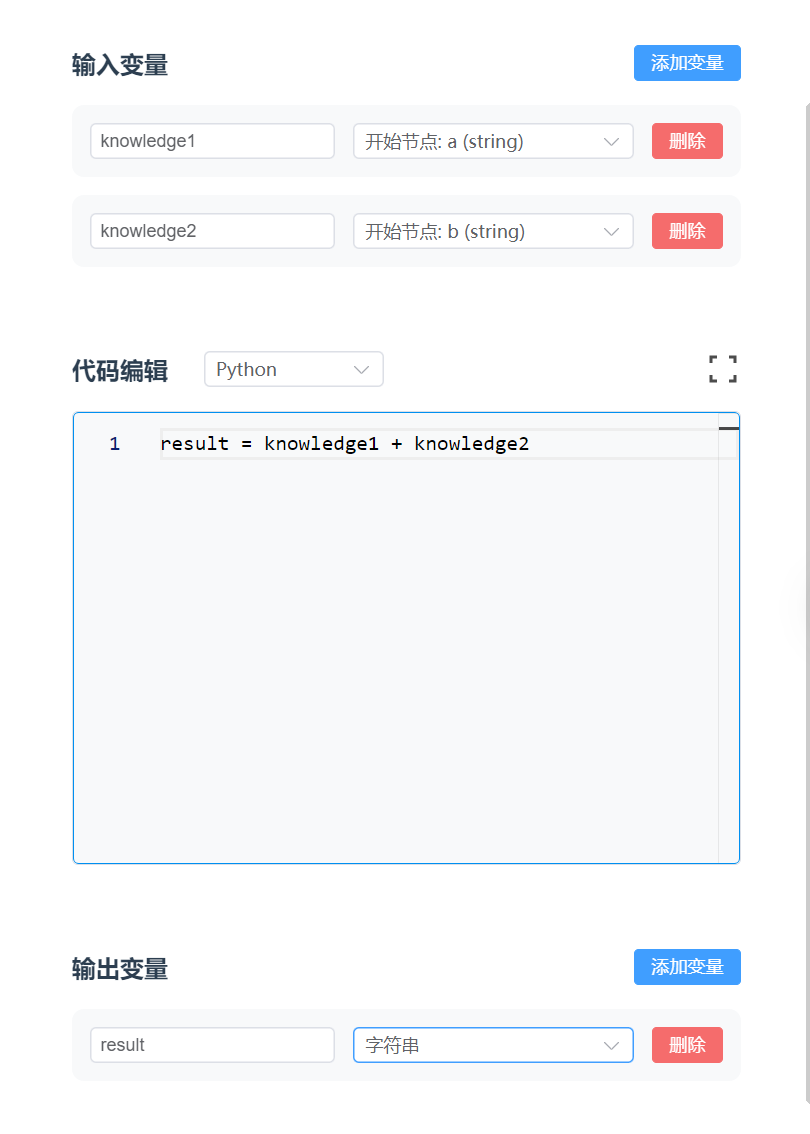 输入变量 添加变量
knowledge1 开始节点: a (string) 删除
knowledge2 开始节点: b (string) 删除
代码编辑 Python
1 result = knowledge1 + knowledge2
输出变量 添加变量
result 字符串 删除